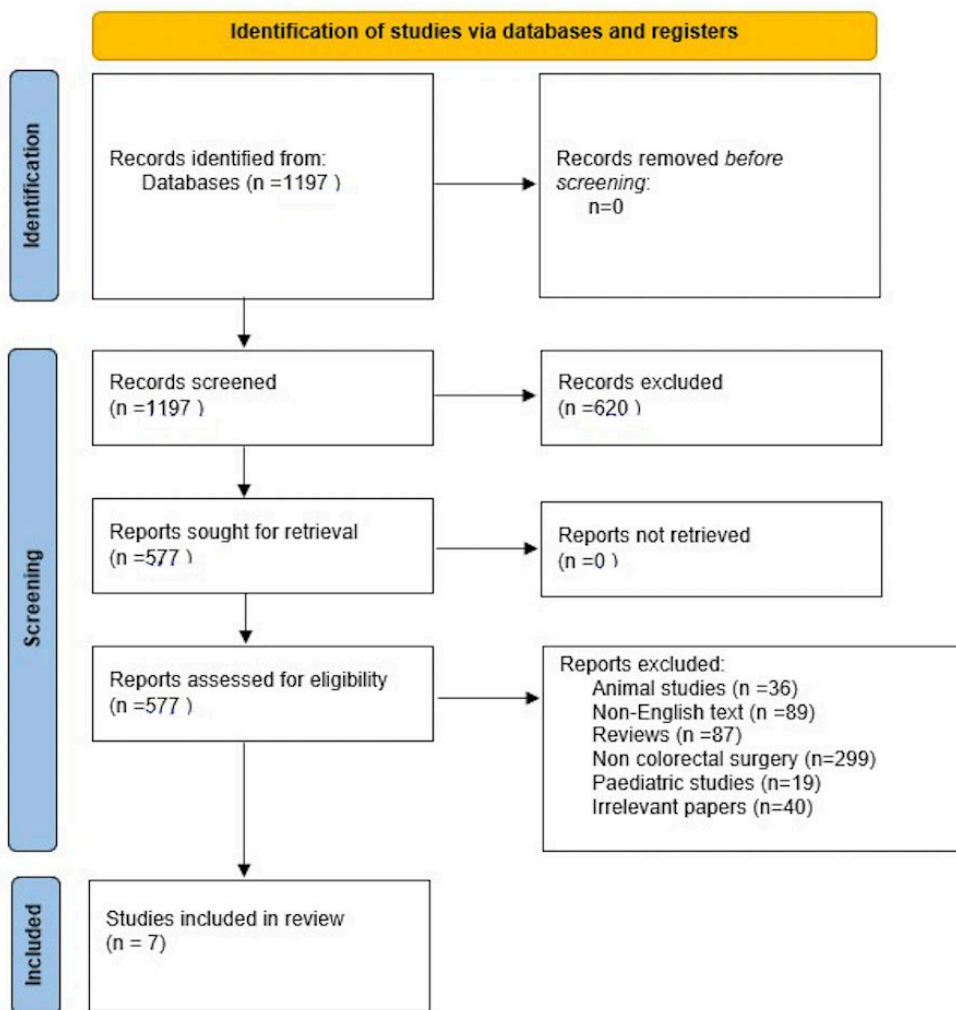 Identification of studies via databases and registers
Identification
Records identified from:
Databases (n =1197 )
Records removed before
screening:
n=0
Screening
Records screened
(n =1197 )
Records excluded
(n =620 )
Reports sought for retrieval
(n =577 )
Reports not retrieved
(n =0 )
Reports assessed for eligibility
(n =577 )
Reports excluded:
Animal studies (n =36)
Non-English text (n =89)
Reviews (n =87)
Non colorectal surgery (n=299)
Paediatric studies (n=19)
Irrelevant papers (n=40)
Included
Studies included in review
(n = 7)